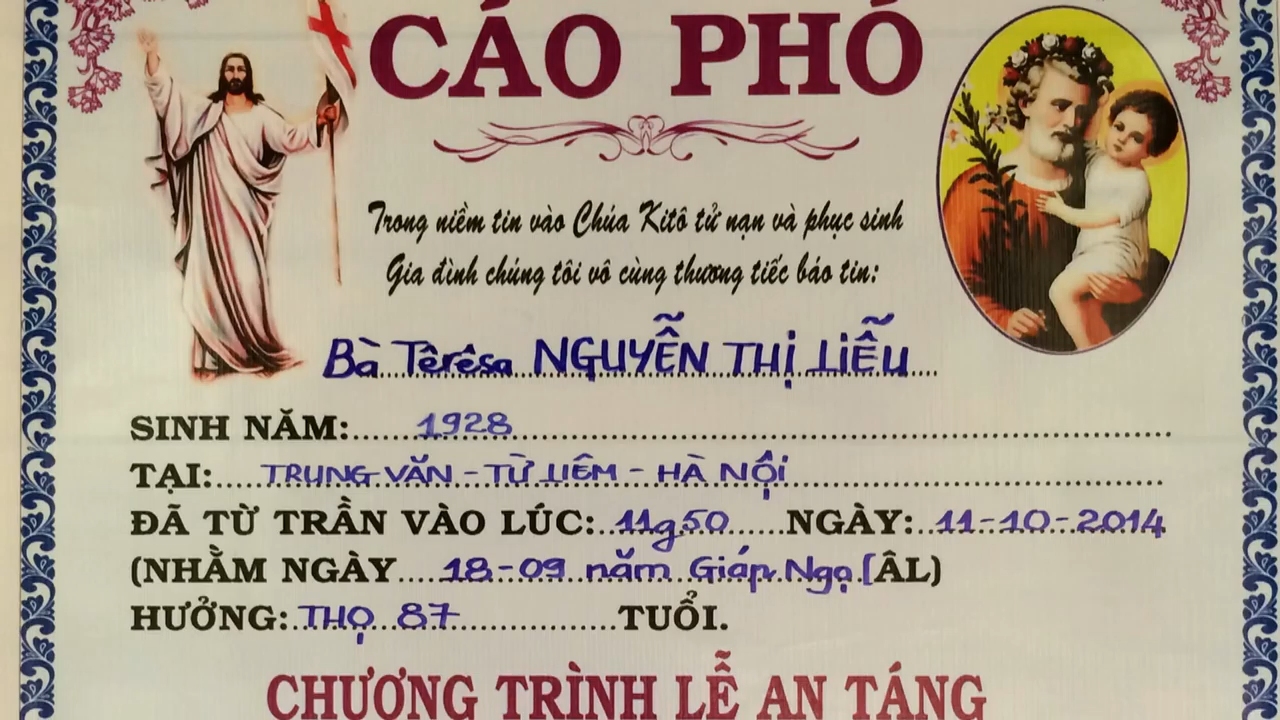 CÁO PHÓ
Trong niềm tin vào Chúa Kitô tử nạn và phục sinh
Gia đình chúng tôi vô cùng thương tiếc báo tin:
Bà Têrêsa NGUYỄN THỊ LIỄU
SINH NĂM:......1928......
TẠI:.....TRUNG VĂN - TỪ LIÊM - HÀ NỘI......
ĐÃ TỪ TRẦN VÀO LÚC:..11g50.....NGÀY:..11-10-2014
(NHẰM NGÀY....18-09 năm Giáp Ngọ (ÂL)
HƯỞNG:.THỌ 87......TUỔI.
CHƯƠNG TRÌNH LỄ AN TÁNG